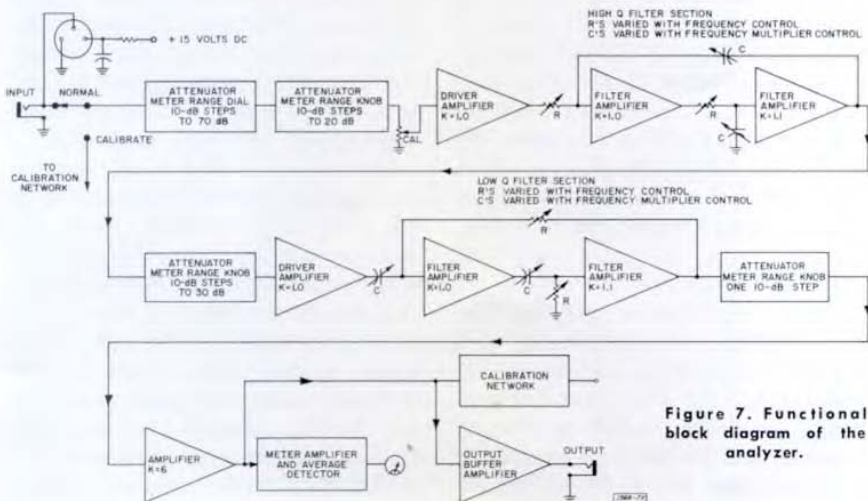 + 15 VOLTS DC
INPUT
NORMAL
CALIBRATE
TO
CALIBRATION
NETWORK
ATTENUATOR
METER RANGE DIAL
10-dB STEPS
TO 70 dB
ATTENUATOR
METER RANGE KNOB
10-dB STEPS
TO 20 dB
CAL
DRIVER
AMPLIFIER
K=1.0
R
HIGH Q FILTER SECTION
R'S VARIED WITH FREQUENCY CONTROL
C'S VARIED WITH FREQUENCY MULTIPLIER CONTROL
C
FILTER
AMPLIFIER
K=1.0
R
C
FILTER
AMPLIFIER
K=1.1
LOW Q FILTER SECTION
R'S VARIED WITH FREQUENCY CONTROL
C'S VARIED WITH FREQUENCY MULTIPLIER CONTROL
R
ATTENUATOR
METER RANGE KNOB
10-dB STEPS
TO 30 dB
DRIVER
AMPLIFIER
K=1.0
C
FILTER
AMPLIFIER
K=1.0
C
R
FILTER
AMPLIFIER
K=1.1
ATTENUATOR
METER RANGE KNOB
ONE 10-dB STEP
AMPLIFIER
K=6
METER AMPLIFIER
AND AVERAGE
DETECTOR
CALIBRATION
NETWORK
OUTPUT
BUFFER
AMPLIFIER
OUTPUT
Figure 7. Functional
block diagram of the
analyzer.